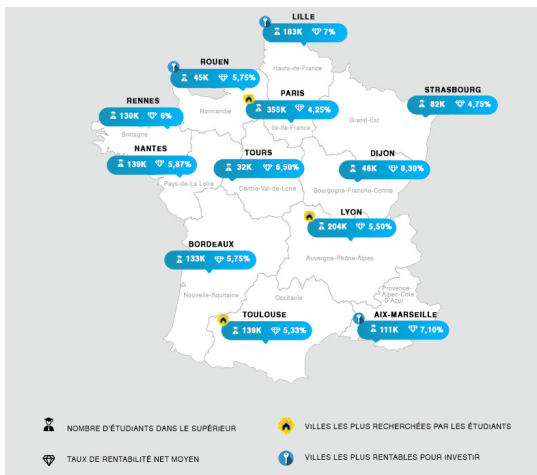 LILLE
183K 7%
Hauts-de-France
ROUEN
45K 5,75%
Normandie
PARIS
355K 4,25%
Ile-de-France
STRASBOURG
62K 4,75%
Grand-Est
RENNES
130K 6%
Bretagne
NANTES
139K 5,87%
Pays-de-La Loire
TOURS
32K 6,50%
Centre-Val-de-Loire
DIJON
46K 6,30%
Bourgogne-Franche-Comté
LYON
204K 5,50%
Auvergne-Rhône-Alpes
BORDEAUX
133K 5,75%
Nouvelle-Aquitaine
Occitanie
Provence-
Alpes-Côte
D'Azur
TOULOUSE
139K 5,33%
AIX-MARSEILLE
111K 7,10%
NOMBRE D'ÉTUDIANTS DANS LE SUPÉRIEUR
VILLES LES PLUS RECHERCHÉES PAR LES ÉTUDIANTS
TAUX DE RENTABILITÉ NET MOYEN
VILLES LES PLUS RENTABLES POUR INVESTIR